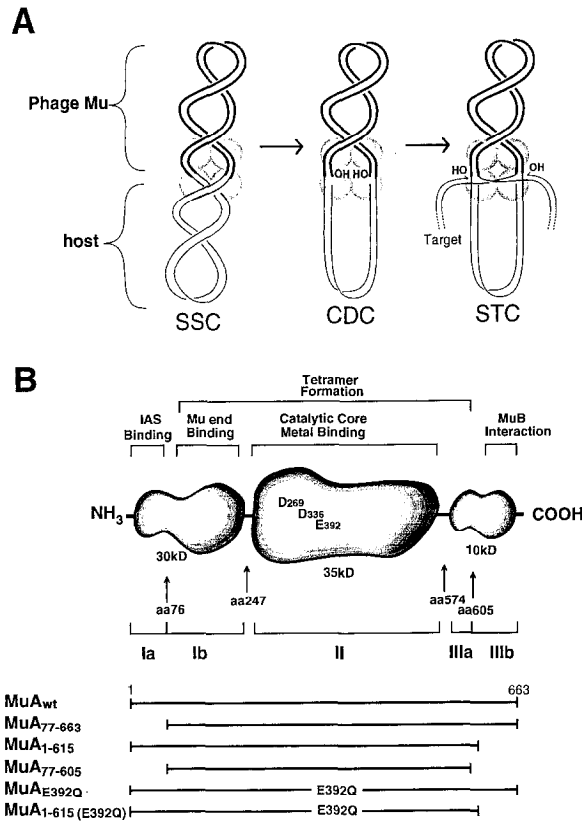 A
Phage Mu
host
OH HO
HO
OH
Target
SSC
CDC
STC
B
Tetramer
Formation
IAS
Binding
Mu end
Binding
Catalytic Core
Metal Binding
MuB
Interaction
NH3
D269
D336
E392
COOH
30kD
35kD
10kD
aa76
aa247
aa574
aa605
Ia
Ib
II
IIIa
IIIb
1
663
MuAwt
MuA77-663
MuA1-615
MuA77-605
MuAE392Q
E392Q
MuA1-615 (E392Q)
E392Q